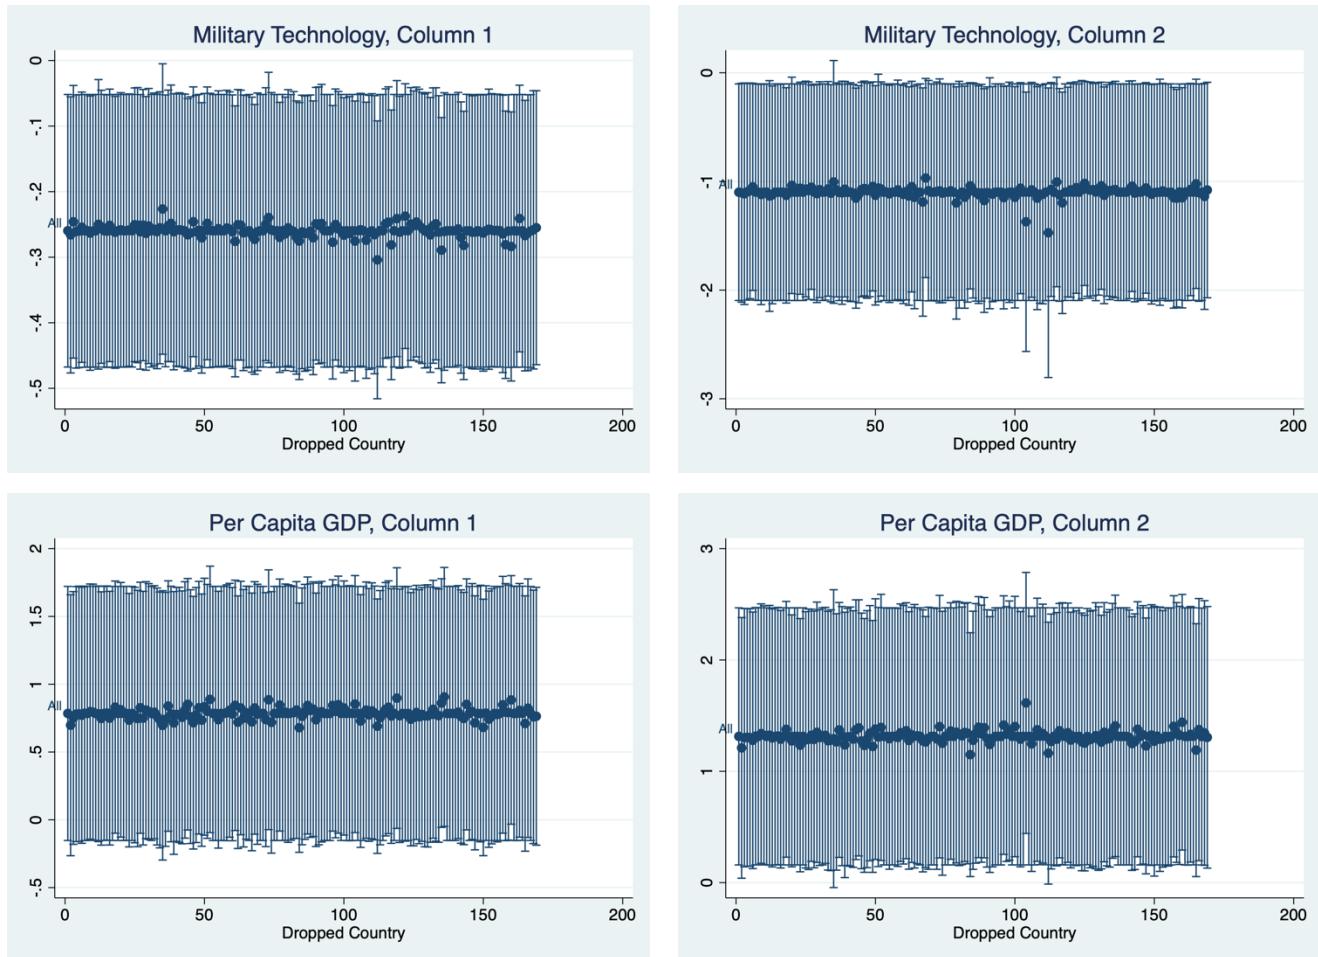 Military Technology, Column 1
0
-.1
-.2
All
-.3
-.4
-.5
0 50 100 150 200
Dropped Country
Military Technology, Column 2
0
-1
All
-2
-3
0 50 100 150 200
Dropped Country
Per Capita GDP, Column 1
2
1.5
1
All
.5
0
-.5
0 50 100 150 200
Dropped Country
Per Capita GDP, Column 2
3
2
All
1
0
0 50 100 150 200
Dropped Country